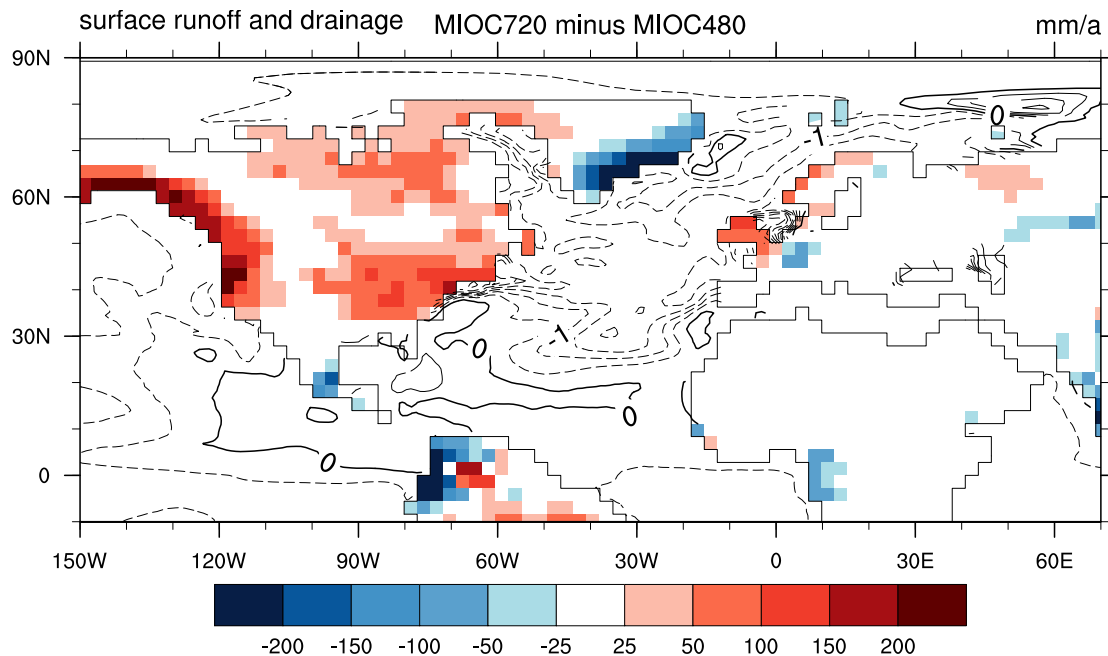 surface runoff and drainage MIOC720 minus MIOC480 mm/a
90N
0
-1
60N
-1
30N
0
0
0
0
150W 120W 90W 60W 30W 0 30E 60E
-200 -150 -100 -50 -25 25 50 100 150 200